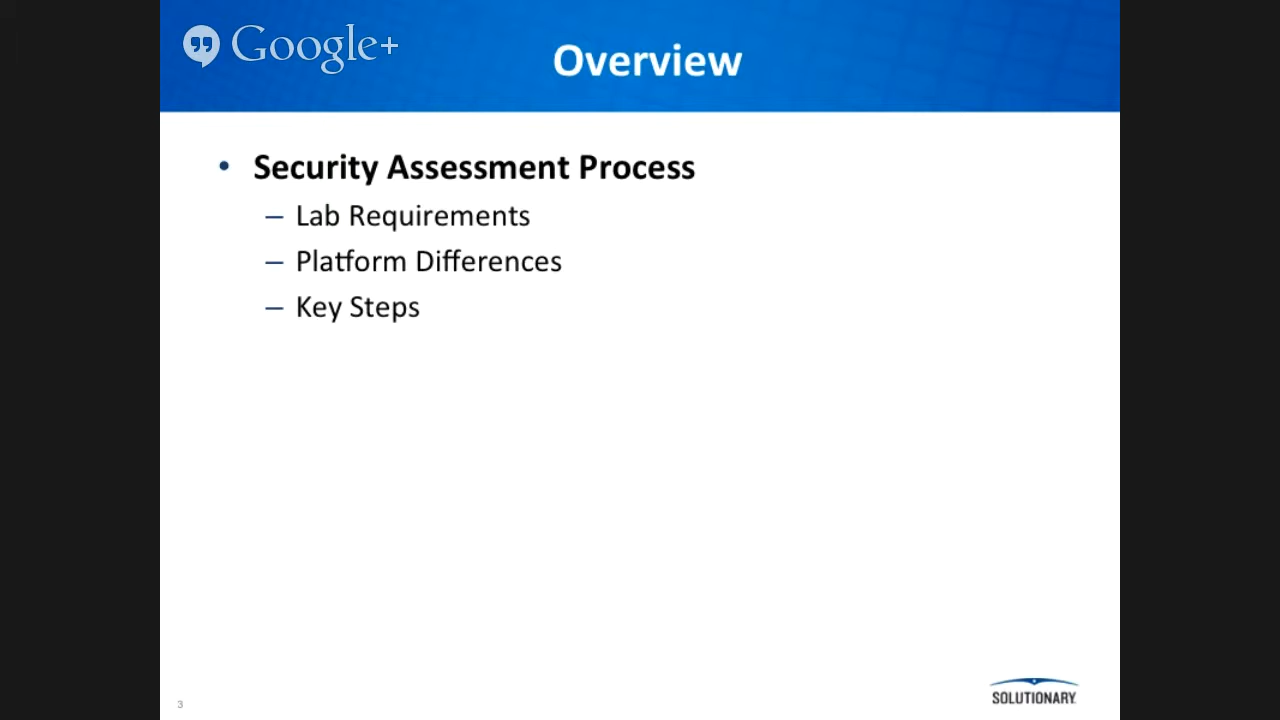 Google+
Overview
• Security Assessment Process
– Lab Requirements
– Platform Differences
– Key Steps
3
SOLUTIONARY